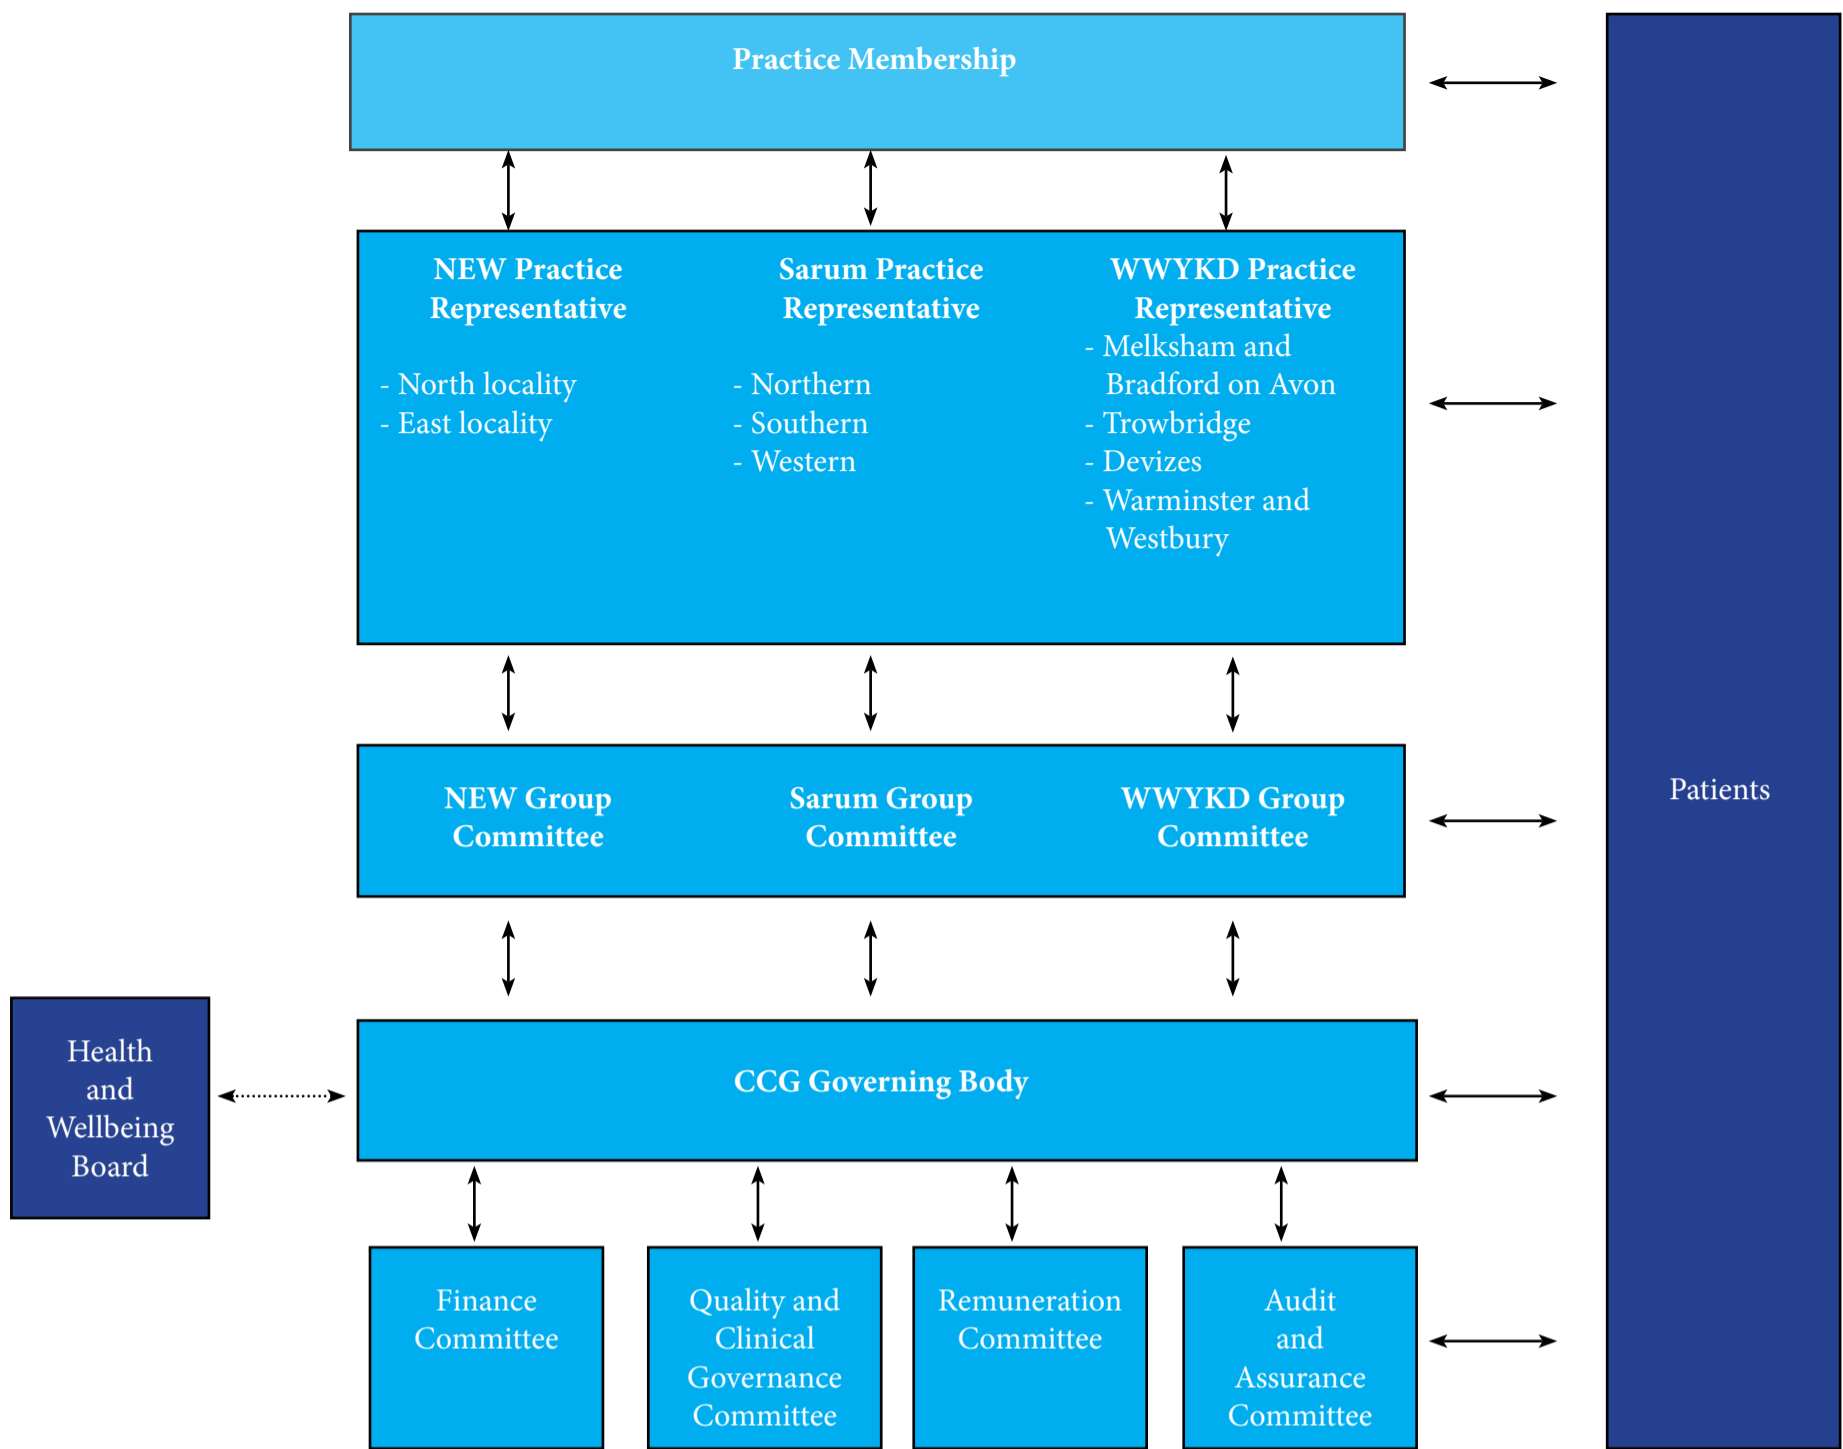 Practice Membership
NEW Practice
Representative
- North locality
- East locality
Sarum Practice
Representative
- Northern
- Southern
- Western
WWYKD Practice
Representative
- Melksham and
Bradford on Avon
- Trowbridge
- Devizes
- Warminster and
Westbury
NEW Group
Committee
Sarum Group
Committee
WWYKD Group
Committee
Patients
Health
and
Wellbeing
Board
CCG Governing Body
Finance
Committee
Quality and
Clinical
Governance
Committee
Remuneration
Committee
Audit
and
Assurance
Committee